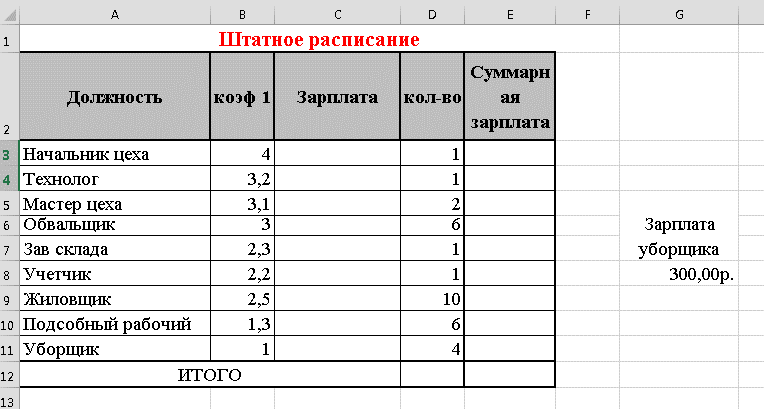 A B C D E F G
1 Штатное расписание
2 Должность коэф 1 Зарплата кол-во Суммарн
ая
зарплата
3 Начальник цеха 4 1
4 Технолог 3,2 1
5 Мастер цеха 3,1 2
6 Обвальщик 3 6 Зарплата
7 Зав склада 2,3 1 уборщика
8 Учетчик 2,2 1 300,00р.
9 Жиловщик 2,5 10
10 Подсобный рабочий 1,3 6
11 Уборщик 1 4
12 ИТОГО
13